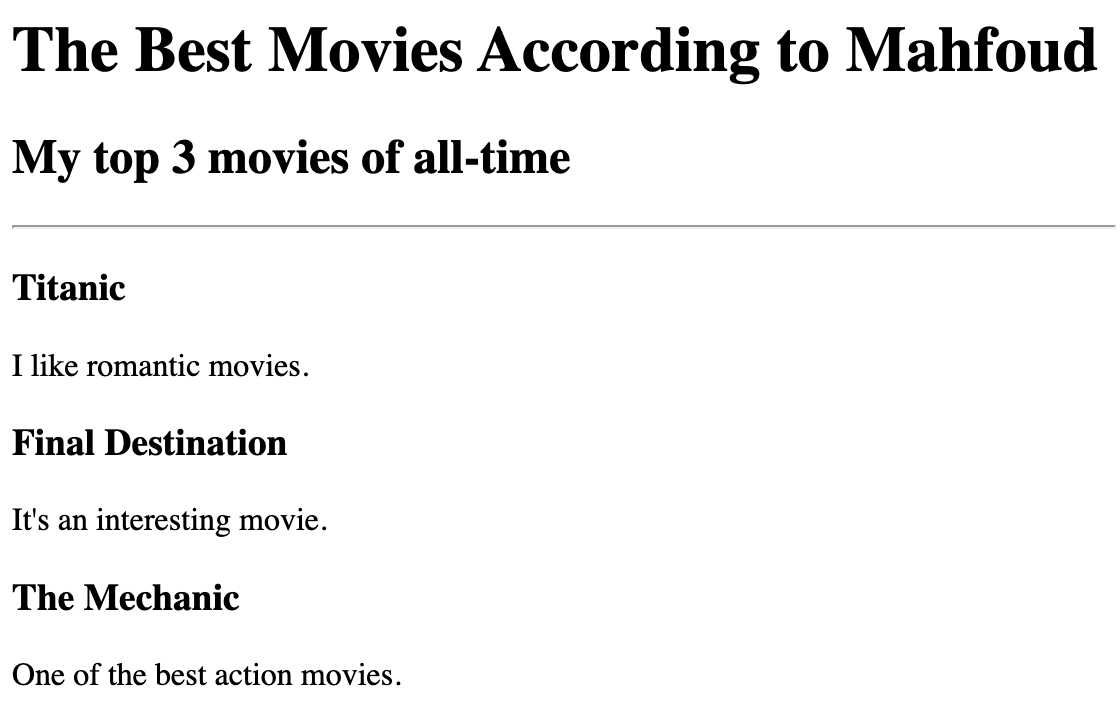 The Best Movies According to Mahfoud
My top 3 movies of all-time
Titanic
I like romantic movies.
Final Destination
It's an interesting movie.
The Mechanic
One of the best action movies.